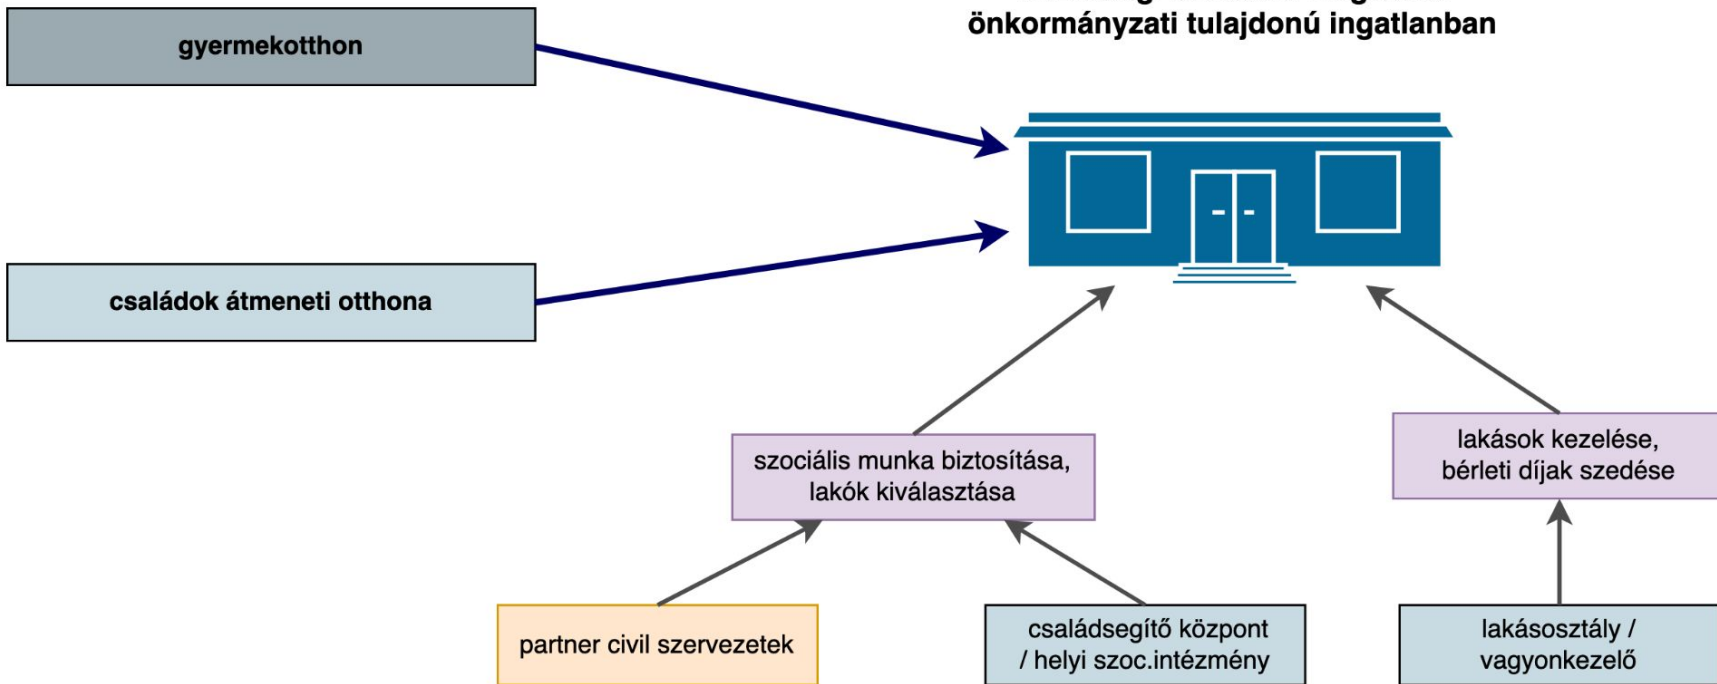 önkormányzati tulajdonú ingatlanban
gyermekotthon
családok átmeneti otthona
szociális munka biztosítása,
lakók kiválasztása
lakások kezelése,
bérleti díjak szedése
partner civil szervezetek
családsegítő központ
/ helyi szoc.intézmény
lakásosztály /
vagyonkezelő